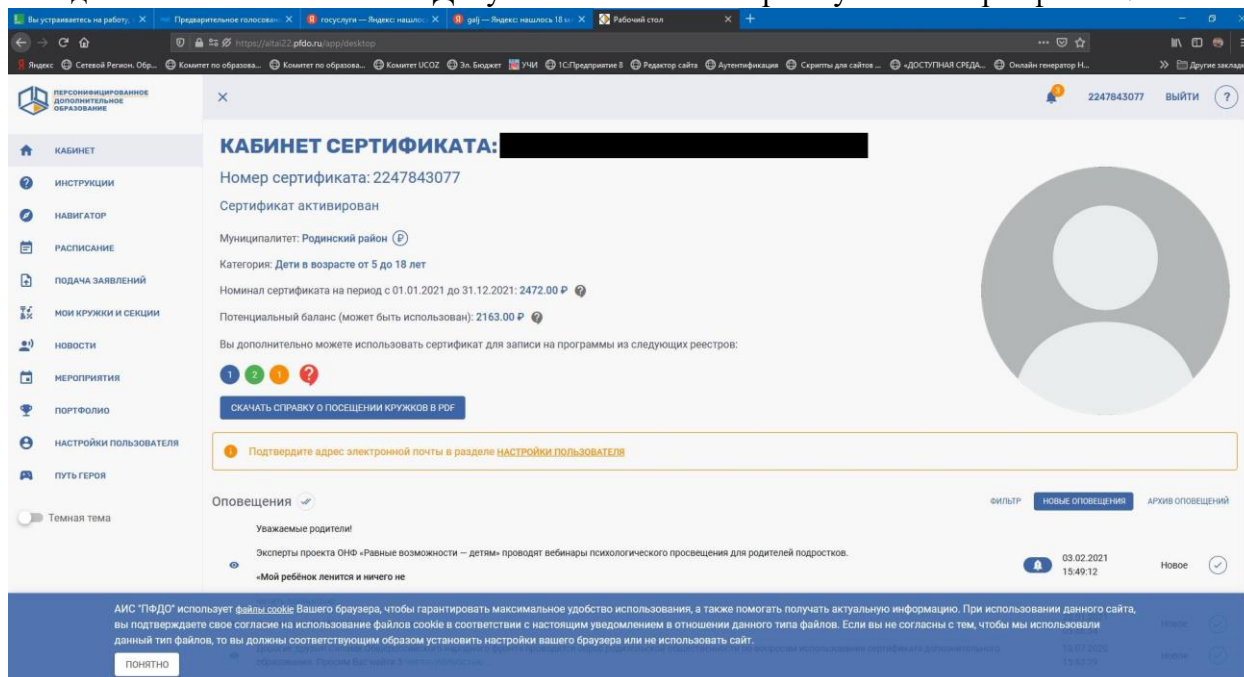 Вы устраиваетесь на работу,
Предварительное голосован
госуслуги — Яндекс: нашлос
galj — Яндекс: нашлось 18 м
Рабочий стол
https://altai22.pfdo.ru/app/desktop
Яндекс
Сетевой Регион. Обр...
Комитет по образова...
Комитет по образова...
Комитет UCOZ
Эл. Бюджет
УЧИ
1С:Предприятие 8
Редактор сайта
Аутентификация
Скрипты для сайтов ...
«ДОСТУПНАЯ СРЕДА...
Онлайн генератор Н...
Другие заклад
ПЕРСОНИФИЦИРОВАННОЕ
ДОПОЛНИТЕЛЬНОЕ
ОБРАЗОВАНИЕ
3
2247843077
ВЫЙТИ
?
КАБИНЕТ
ИНСТРУКЦИИ
НАВИГАТОР
РАСПИСАНИЕ
ПОДАЧА ЗАЯВЛЕНИЙ
МОИ КРУЖКИ И СЕКЦИИ
НОВОСТИ
МЕРОПРИЯТИЯ
ПОРТФОЛИО
НАСТРОЙКИ ПОЛЬЗОВАТЕЛЯ
ПУТЬ ГЕРОЯ
Темная тема
КАБИНЕТ СЕРТИФИКАТА:
Номер сертификата: 2247843077
Сертификат активирован
Муниципалитет: Родинский район ₽
Категория: Дети в возрасте от 5 до 18 лет
Номинал сертификата на период с 01.01.2021 до 31.12.2021: 2472.00 ₽ ?
Потенциальный баланс (может быть использован): 2163.00 ₽ ?
Вы дополнительно можете использовать сертификат для записи на программы из следующих реестров:
1 2 1 ?
СКАЧАТЬ СПРАВКУ О ПОСЕЩЕНИИ КРУЖКОВ В PDF
Подтвердите адрес электронной почты в разделе НАСТРОЙКИ ПОЛЬЗОВАТЕЛЯ
Оповещения
ФИЛЬТР
НОВЫЕ ОПОВЕЩЕНИЯ
АРХИВ ОПОВЕЩЕНИЙ
Уважаемые родители!
Эксперты проекта ОНФ «Равные возможности — детям» проводят вебинары психологического просвещения для родителей подростков.
«Мой ребёнок ленится и ничего не
03.02.2021
15:49:12
Новое
АИС "ПФДО" использует файлы cookie Вашего браузера, чтобы гарантировать максимальное удобство использования, а также помогать получать актуальную информацию. При использовании данного сайта,
вы подтверждаете свое согласие на использование файлов cookie в соответствии с настоящим уведомлением в отношении данного типа файлов. Если вы не согласны с тем, чтобы мы использовали
данный тип файлов, то вы должны соответствующим образом установить настройки вашего браузера или не использовать сайт.
ПОНЯТНО